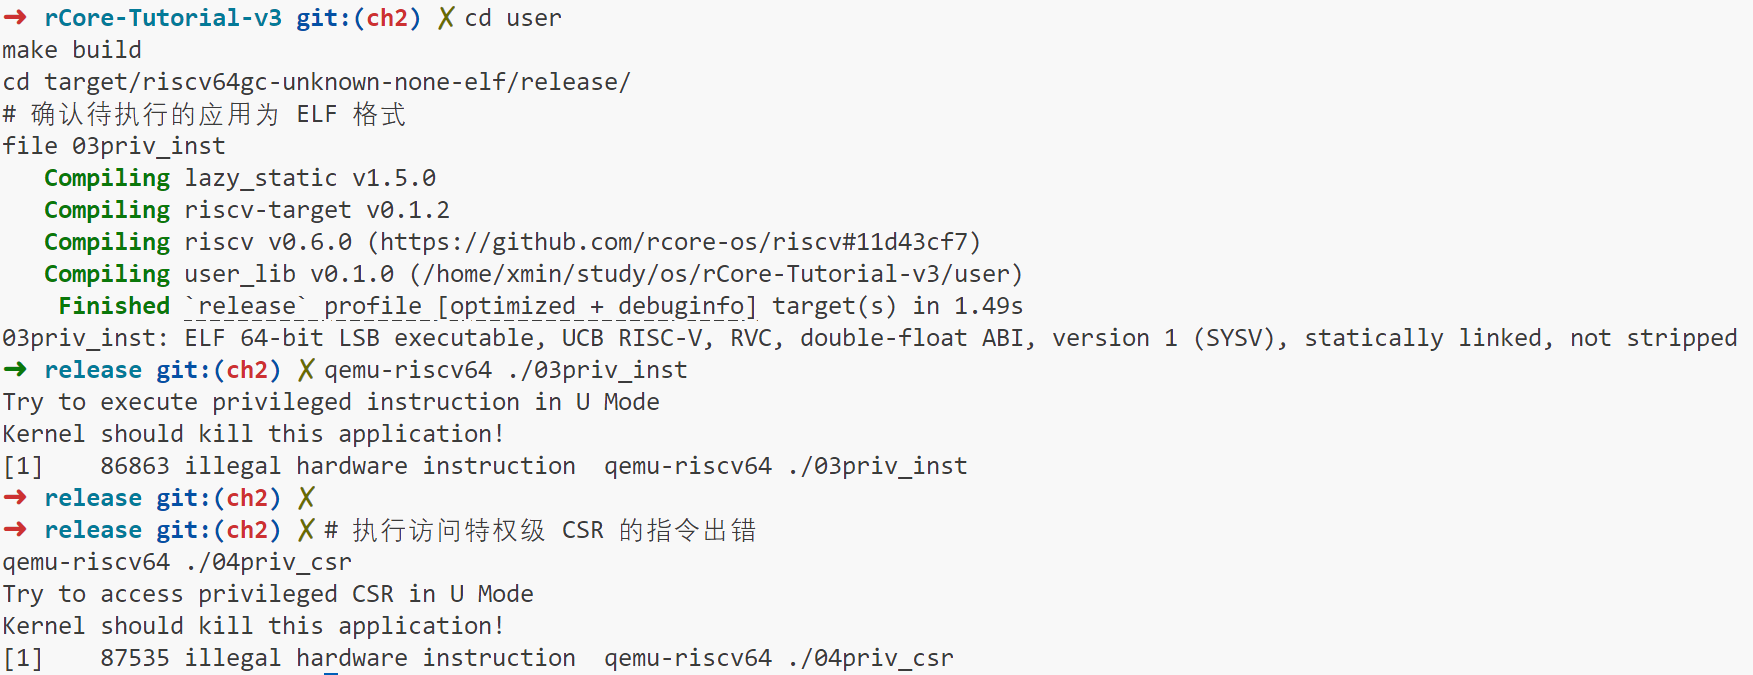 ➜ rCore-Tutorial-v3 git:(ch2) ✗ cd user
make build
cd target/riscv64gc-unknown-none-elf/release/
# 确认待执行的应用为 ELF 格式
file 03priv_inst
   Compiling lazy_static v1.5.0
   Compiling riscv-target v0.1.2
   Compiling riscv v0.6.0 (https://github.com/rcore-os/riscv#11d43cf7)
   Compiling user_lib v0.1.0 (/home/xmin/study/os/rCore-Tutorial-v3/user)
    Finished `release` profile [optimized + debuginfo] target(s) in 1.49s
03priv_inst: ELF 64-bit LSB executable, UCB RISC-V, RVC, double-float ABI, version 1 (SYSV), statically linked, not stripped
➜ release git:(ch2) ✗ qemu-riscv64 ./03priv_inst
Try to execute privileged instruction in U Mode
Kernel should kill this application!
[1]    86863 illegal hardware instruction  qemu-riscv64 ./03priv_inst
➜ release git:(ch2) ✗
➜ release git:(ch2) ✗ # 执行访问特权级 CSR 的指令出错
qemu-riscv64 ./04priv_csr
Try to access privileged CSR in U Mode
Kernel should kill this application!
[1]    87535 illegal hardware instruction  qemu-riscv64 ./04priv_csr